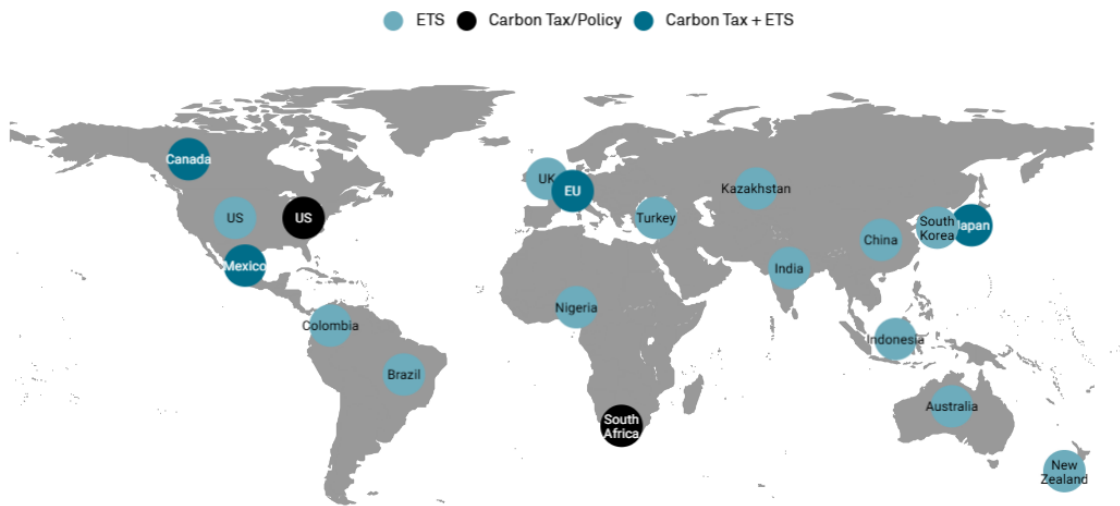 ETS Carbon Tax/Policy Carbon Tax + ETS
Canada
UK
EU
Kazakhstan
US
US
Turkey
South
Korea
Japan
China
Mexico
India
Nigeria
Colombia
Indonesia
Brazil
Australia
South
Africa
New
Zealand